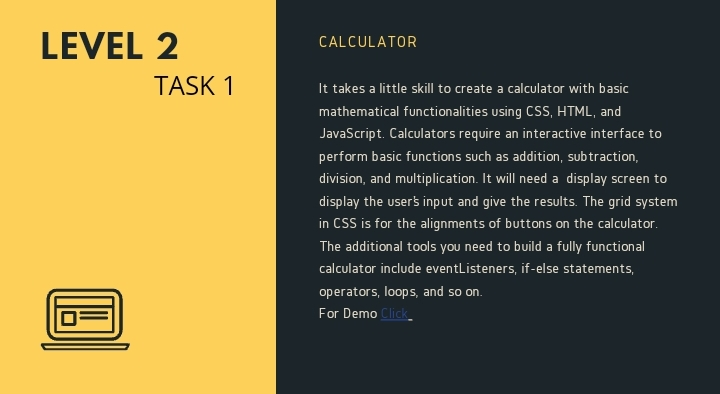 LEVEL 2
TASK 1
CALCULATOR
It takes a little skill to create a calculator with basic
mathematical functionalities using CSS, HTML, and
JavaScript. Calculators require an interactive interface to
perform basic functions such as addition, subtraction,
division, and multiplication. It will need a  display screen to
display the user's input and give the results. The grid system
in CSS is for the alignments of buttons on the calculator.
The additional tools you need to build a fully functional
calculator include eventListeners, if-else statements,
operators, loops, and so on.
For Demo Click